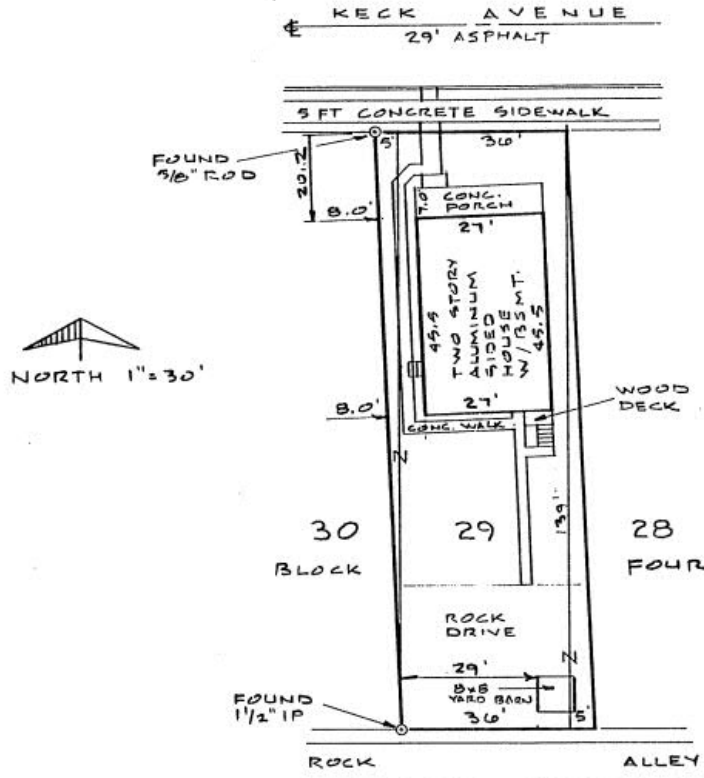 KECK AVENUE
℄
29' ASPHALT
5 FT CONCRETE SIDEWALK
FOUND
5/8" ROD
5'
36'
20.2
8.0'
7.0'
CONC.
PORCH
27'
45.5
TWO STORY
ALUMINUM
SIDED
HOUSE
W/BSMT.
45.5
NORTH 1"=30'
27'
8.0'
CONC. WALK
WOOD
DECK
Z
139'
30
29
28
BLOCK
FOUR
ROCK
DRIVE
Z
29'
8x8
YARD BARN
FOUND
1 1/2" IP
36'
5'
ROCK
ALLEY